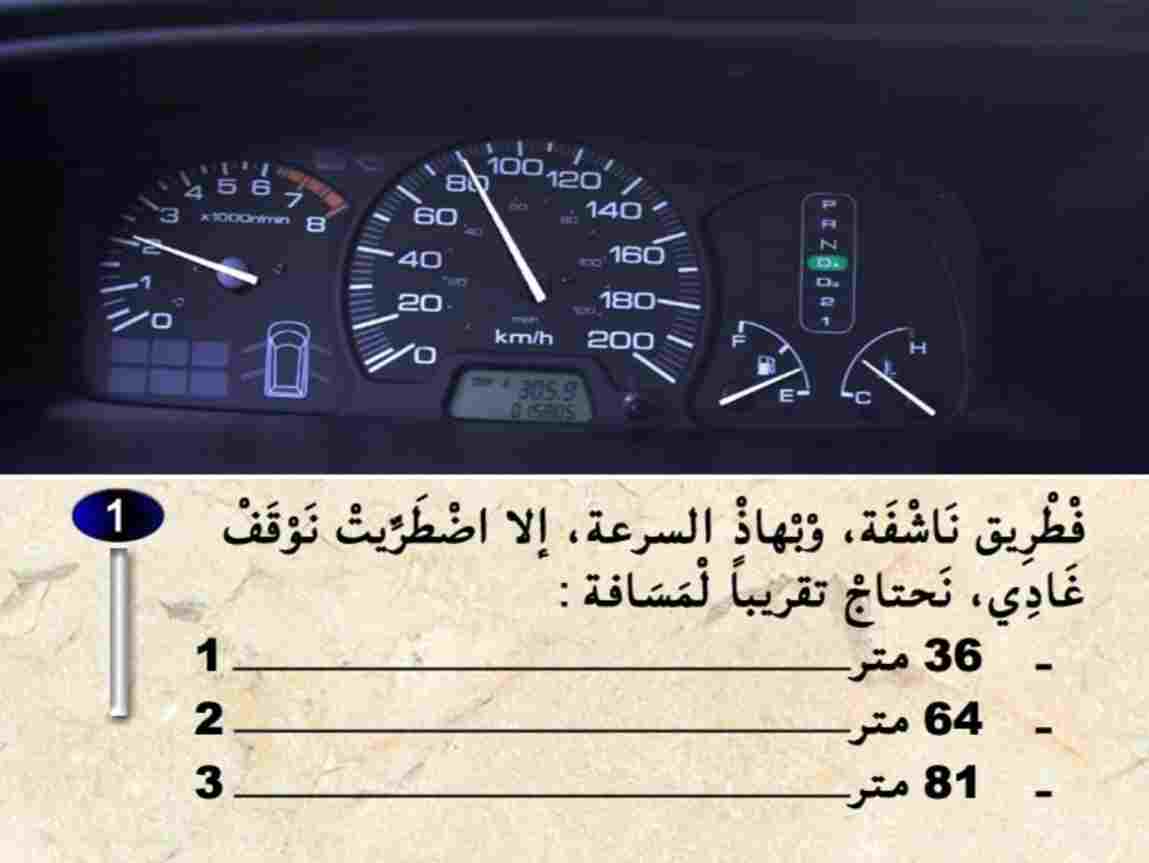 4 5 6
3 7
x1000r/min 8
2
1
0
100
80 120
60 140
40 160
20 180
km/h 200
0
305.9
P
R
N
2
1
F
E
H
C
1
فْطْرِيق نَاشْفَة، وْبْهاذْ السرعة، إلا اضْطَرِّيتْ نَوْقَفْ
غَادِي، نَحتاجْ تقريباً لْمَسَافة :
- 36 متر 1
- 64 متر 2
- 81 متر 3